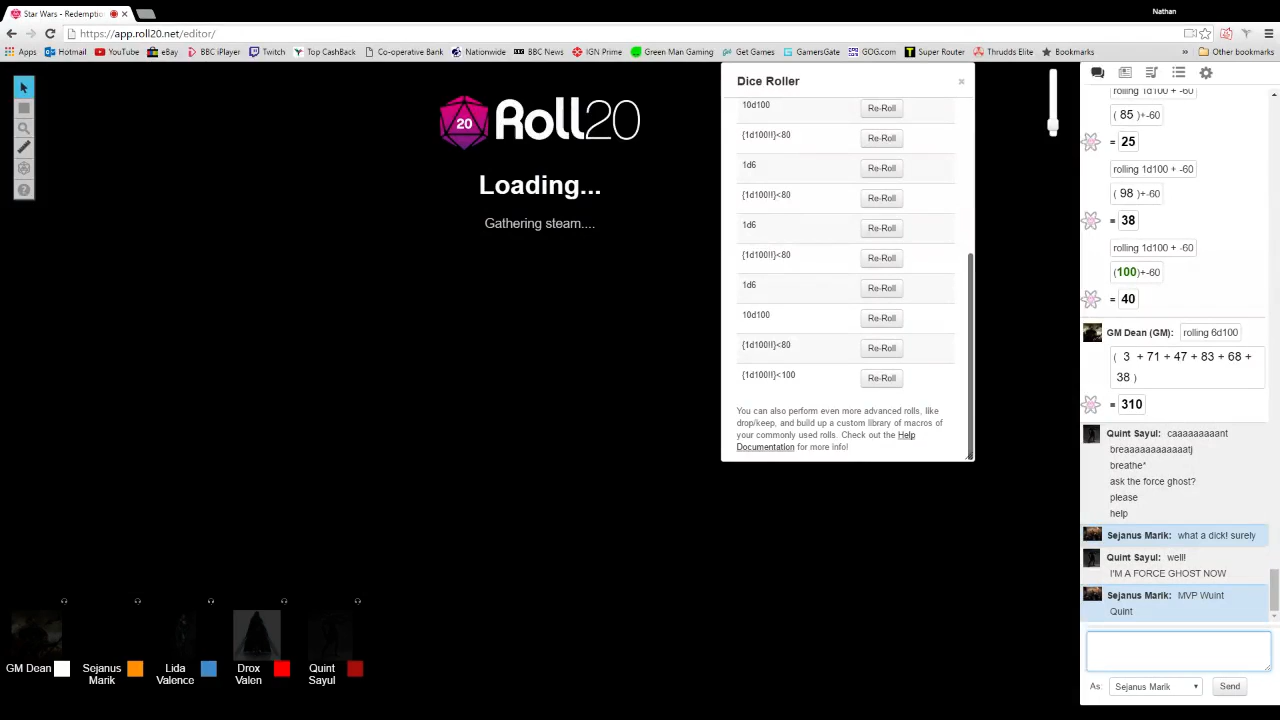 Nathan
Star Wars - Redemption
https://app.roll20.net/editor/
Apps Hotmail YouTube eBay BBC iPlayer Twitch Top CashBack Co-operative Bank Nationwide BBC News IGN Prime Green Man Gaming Get Games GamersGate GOG.com Super Router Thrudds Elite Bookmarks » Other bookmarks
20 Roll20
Loading...
Gathering steam....
Dice Roller ×
10d100 Re-Roll
{1d100!!}<80 Re-Roll
1d6 Re-Roll
{1d100!!}<80 Re-Roll
1d6 Re-Roll
{1d100!!}<80 Re-Roll
1d6 Re-Roll
10d100 Re-Roll
{1d100!!}<80 Re-Roll
{1d100!!}<100 Re-Roll
You can also perform even more advanced rolls, like
drop/keep, and build up a custom library of macros of
your commonly used rolls. Check out the Help
Documentation for more info!
rolling 1d100 + -60
( 85 )+-60
= 25
rolling 1d100 + -60
( 98 )+-60
= 38
rolling 1d100 + -60
(100)+-60
= 40
GM Dean (GM): rolling 6d100
( 3 + 71 + 47 + 83 + 68 +
38 )
= 310
Quint Sayul: caaaaaaaant
breaaaaaaaaaatj
breathe*
ask the force ghost?
please
help
Sejanus Marik: what a dick! surely
Quint Sayul: well!
I'M A FORCE GHOST NOW
Sejanus Marik: MVP Wuint
Quint
As: Sejanus Marik Send
GM Dean
Sejanus
Marik
Lida
Valence
Drox
Valen
Quint
Sayul